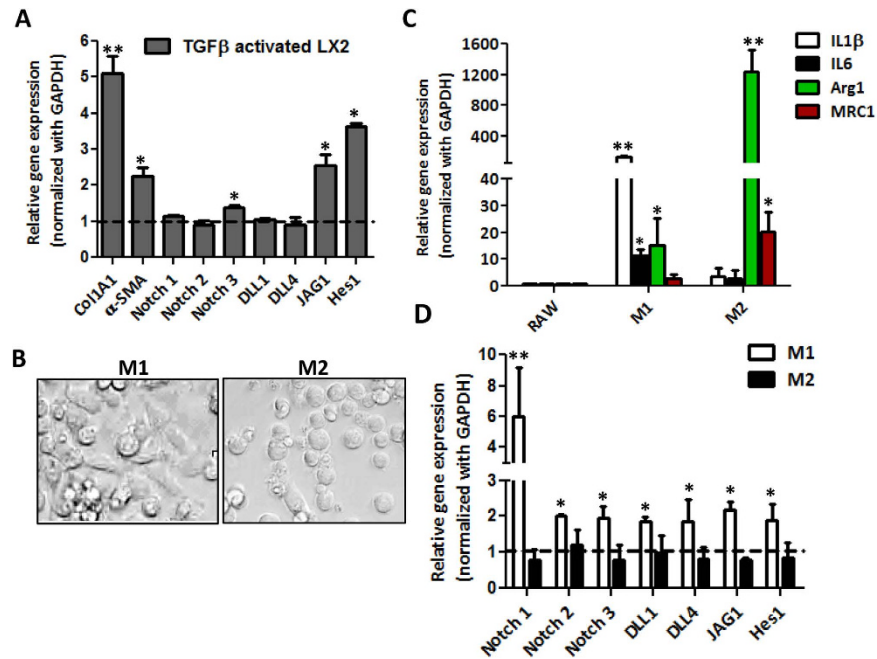 A
Relative gene expression
(normalized with GAPDH)
TGFβ activated LX2
6
5
4
3
2
1
0
**
*
*
*
*
Col1A1
α-SMA
Notch 1
Notch 2
Notch 3
DLL1
DLL4
JAG1
Hes1
B
M1
M2
C
Relative gene expression
(normalized with GAPDH)
IL1β
IL6
Arg1
MRC1
1600
1200
800
400
40
30
20
10
0
**
*
*
**
*
RAW
M1
M2
D
Relative gene expression
(normalized with GAPDH)
M1
M2
10
8
6
4
3
2
1
0
**
*
*
*
*
*
*
Notch 1
Notch 2
Notch 3
DLL1
DLL4
JAG1
Hes1